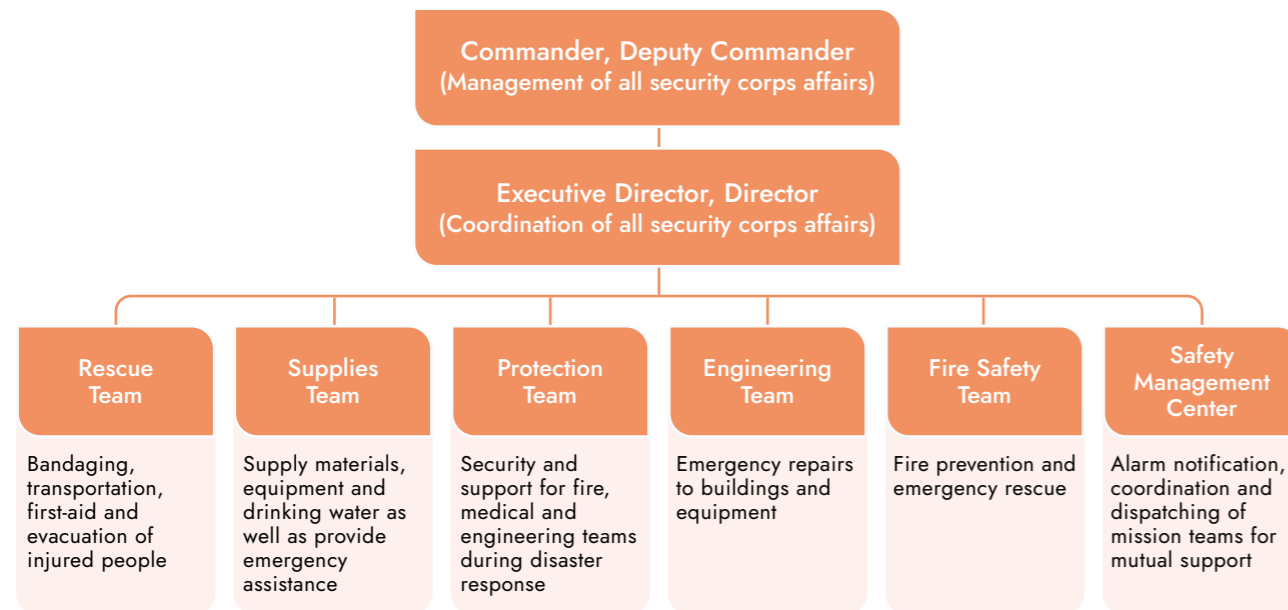 Commander, Deputy Commander
(Management of all security corps affairs)
Executive Director, Director
(Coordination of all security corps affairs)
Rescue
Team
Bandaging,
transportation,
first-aid and
evacuation of
injured people
Supplies
Team
Supply materials,
equipment and
drinking water as
well as provide
emergency
assistance
Protection
Team
Security and
support for fire,
medical and
engineering teams
during disaster
response
Engineering
Team
Emergency repairs
to buildings and
equipment
Fire Safety
Team
Fire prevention and
emergency rescue
Safety
Management
Center
Alarm notification,
coordination and
dispatching of
mission teams for
mutual support